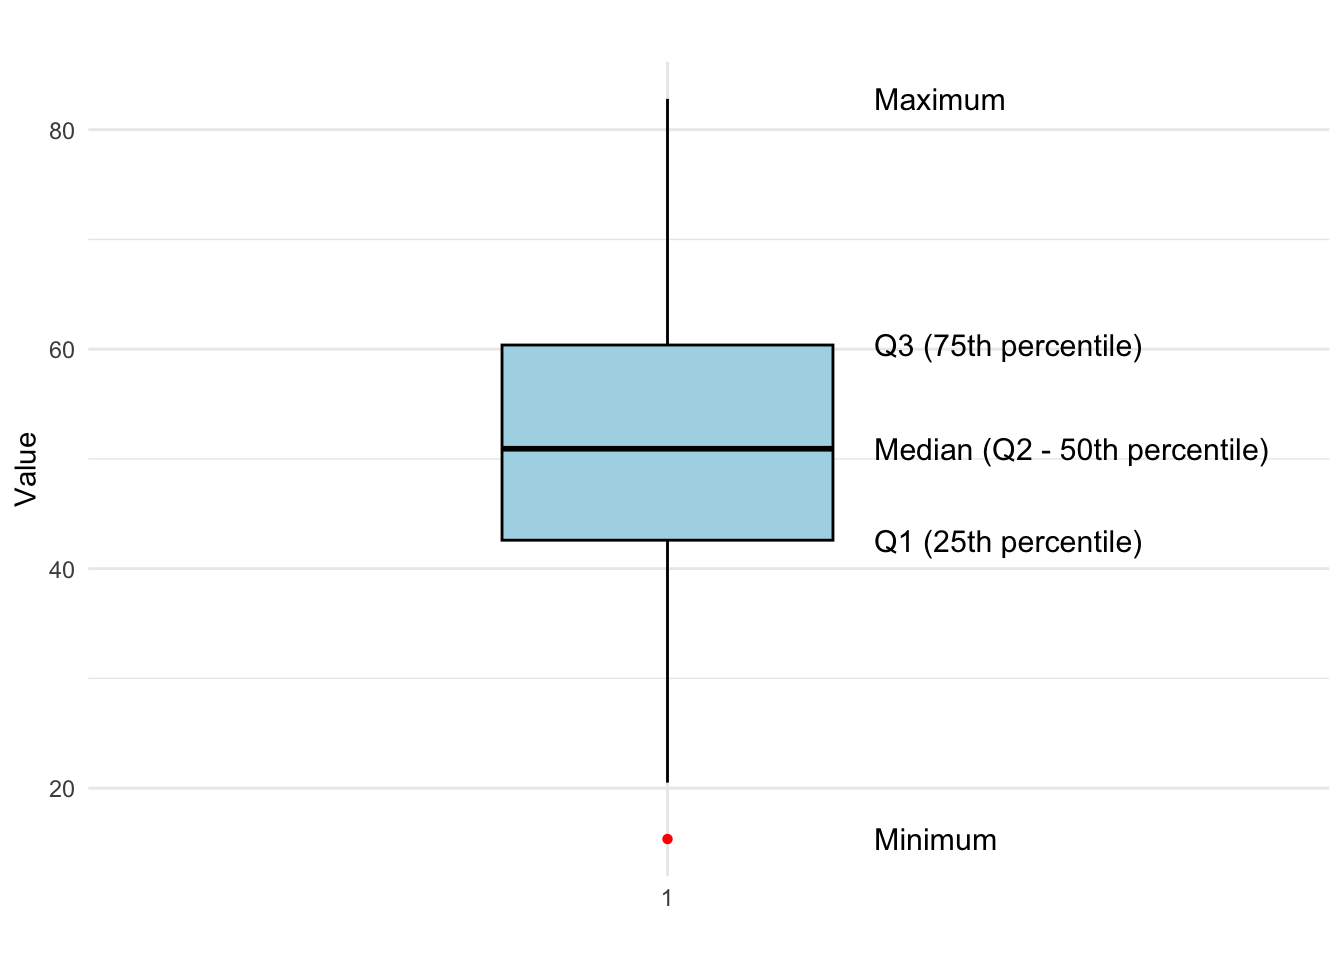 Maximum
80
Q3 (75th percentile)
60
Value
Median (Q2 - 50th percentile)
Q1 (25th percentile)
40
20
Minimum
1